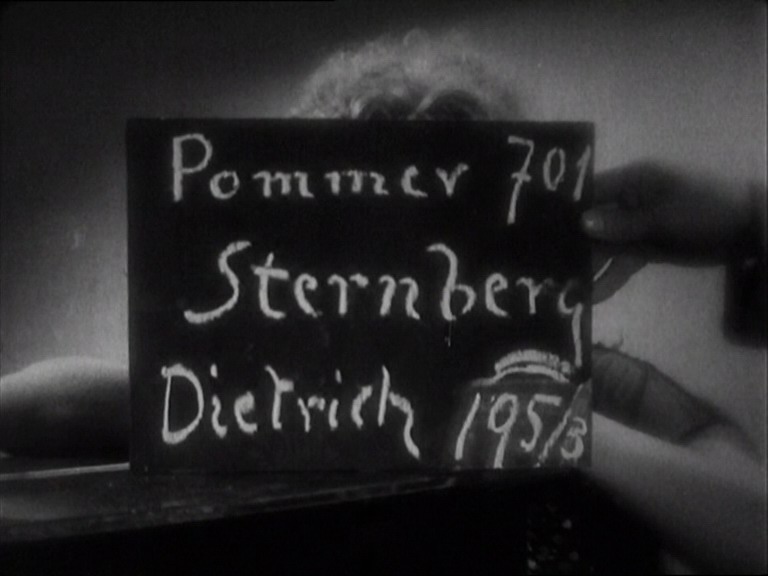 Pommer 701
Sternberg
Dietrich 195/3